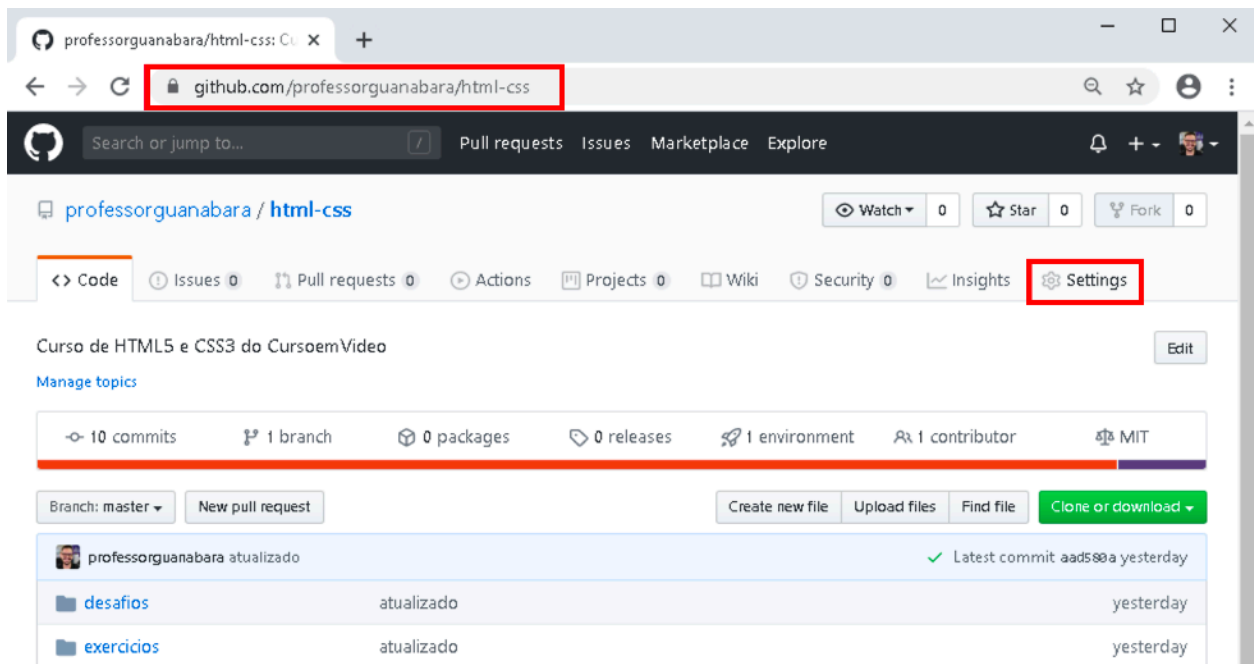 professorguanabara/html-css: Cu
github.com/professorguanabara/html-css
Search or jump to... / Pull requests Issues Marketplace Explore
professorguanabara / html-css Watch 0 Star 0 Fork 0
<> Code Issues 0 Pull requests 0 Actions Projects 0 Wiki Security 0 Insights Settings
Curso de HTML5 e CSS3 do CursoemVideo Edit
Manage topics
10 commits 1 branch 0 packages 0 releases 1 environment 1 contributor MIT
Branch: master New pull request Create new file Upload files Find file Clone or download
professorguanabara atualizado Latest commit aad580a yesterday
desafios atualizado yesterday
exercicios atualizado yesterday